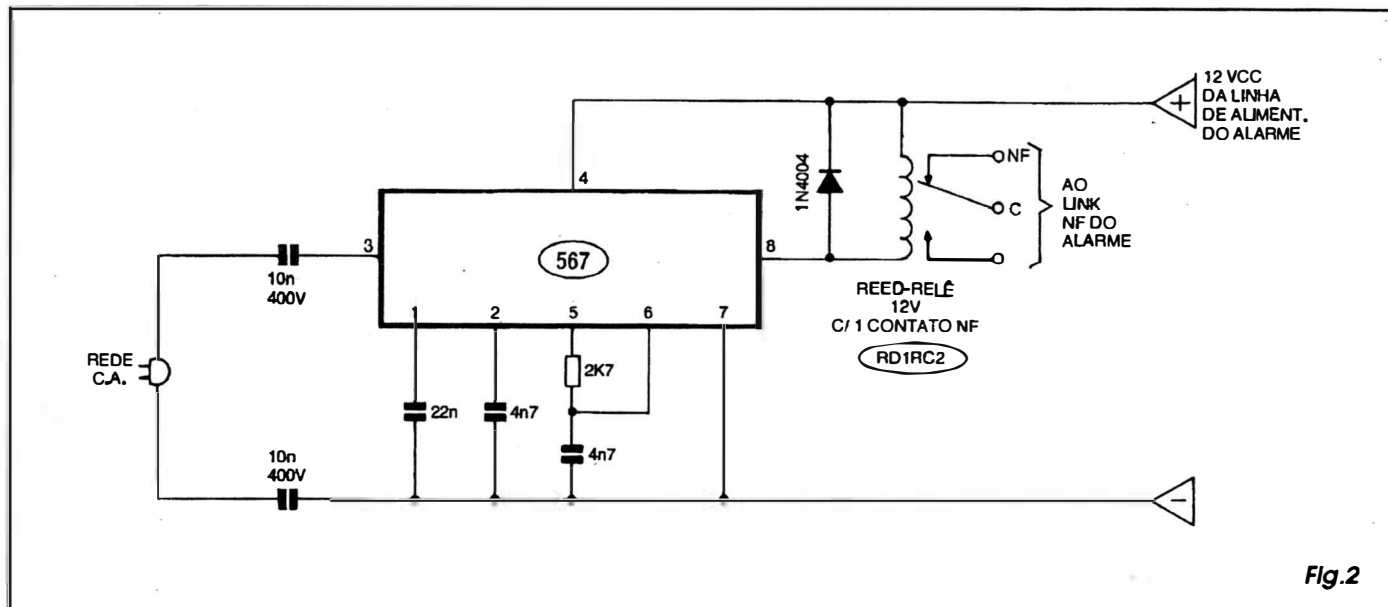 12 VCC
DA LINHA
DE ALIMENT.
DO ALARME
+
4
1N4004
NF
C
AO
LINK
NF DO
ALARME
3
567
8
10n
400V
1
2
5
6
7
REED-RELÊ
12V
C/ 1 CONTATO NF
RD1RC2
REDE
C.A.
2K7
22n
4n7
4n7
10n
400V
-
Fig.2